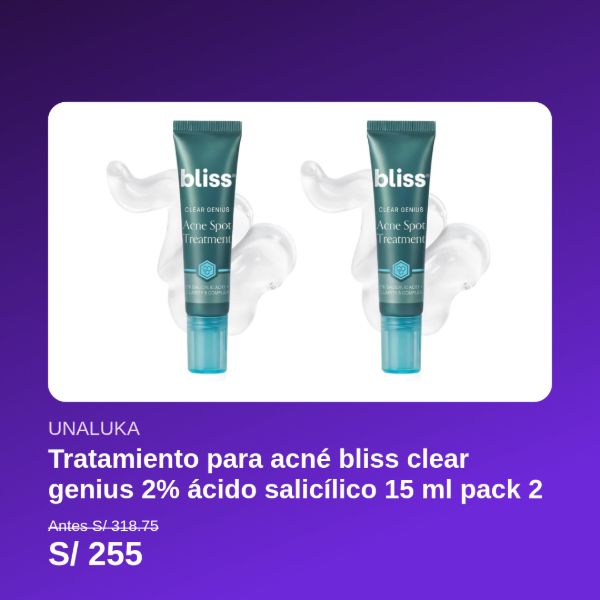 bliss
CLEAR GENIUS
Acne Spot
Treatment
bliss
CLEAR GENIUS
Acne Spot
Treatment
UNALUKA
Tratamiento para acné bliss clear
genius 2% ácido salicílico 15 ml pack 2
Antes S/ 318.75
S/ 255